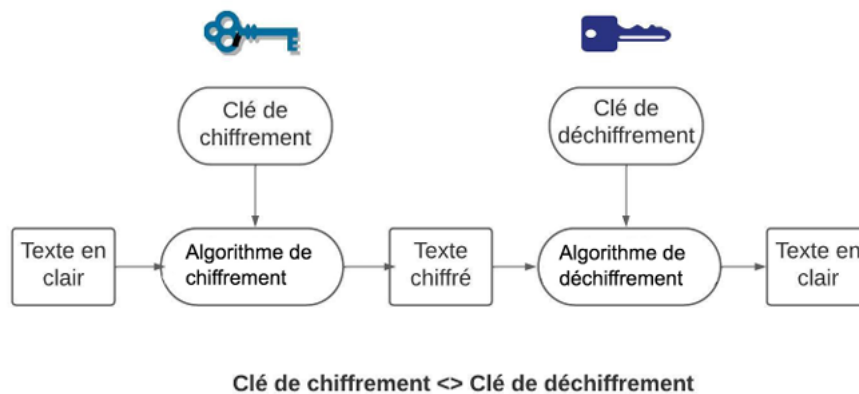 Clé de
chiffrement
Clé de
déchiffrement
Texte en
clair
Algorithme de
chiffrement
Texte
chiffré
Algorithme de
déchiffrement
Texte en
clair
Clé de chiffrement <> Clé de déchiffrement